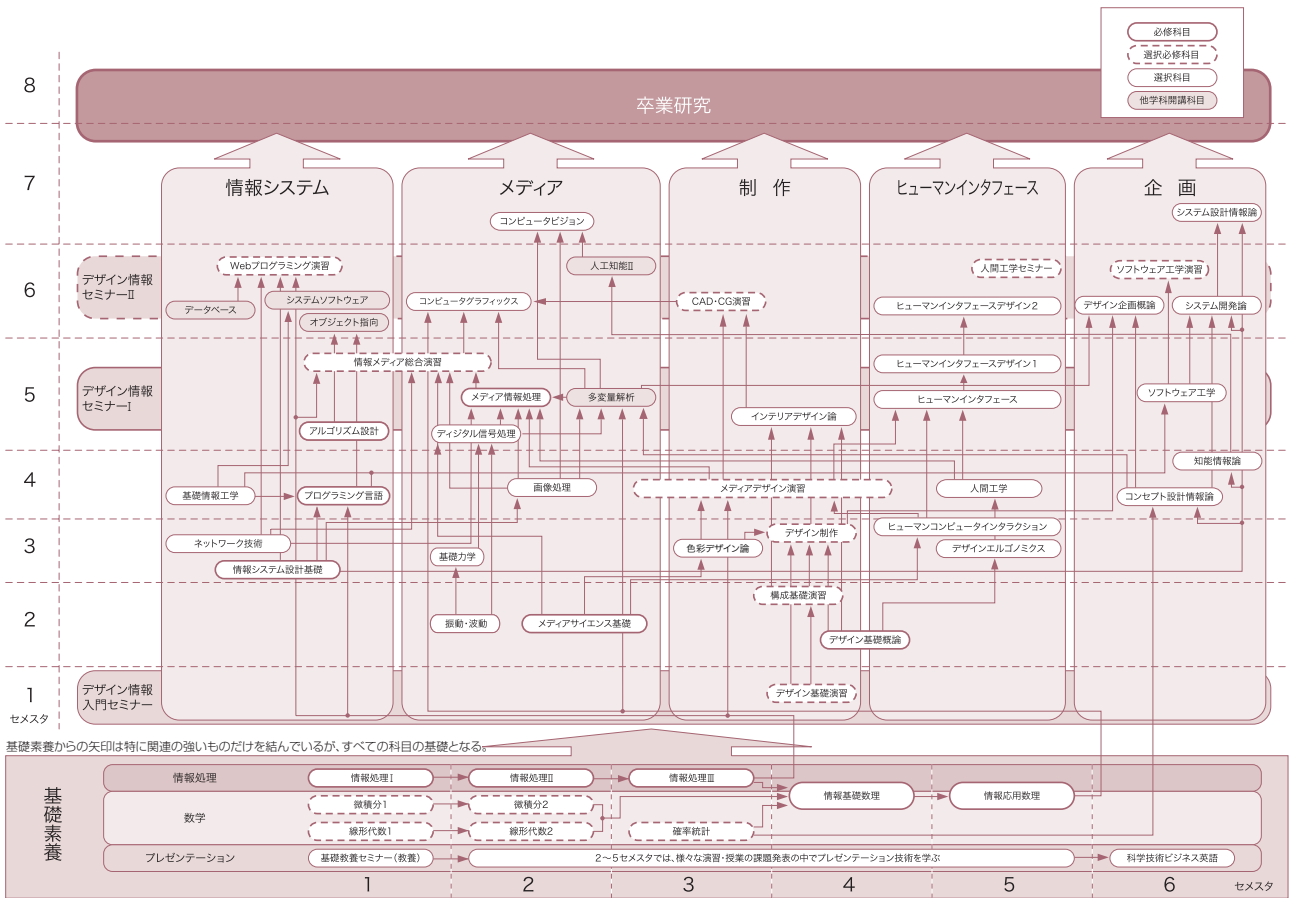 必修科目
選択必修科目
選択科目
他学科開講科目
8
卒業研究
7
情報システム
メディア
制 作
ヒューマンインタフェース
企 画
システム設計情報論
コンピュータビジョン
6
デザイン情報
セミナーⅡ
Webプログラミング演習
人工知能Ⅱ
人間工学セミナー
ソフトウェア工学演習
データベース
システムソフトウェア
コンピュータグラフィックス
CAD・CG演習
ヒューマンインタフェースデザイン2
デザイン企画概論
システム開発論
オブジェクト指向
5
デザイン情報
セミナーⅠ
情報メディア総合演習
ヒューマンインタフェースデザイン1
メディア情報処理
多変量解析
ヒューマンインタフェース
ソフトウェア工学
インテリアデザイン論
アルゴリズム設計
ディジタル信号処理
4
知能情報論
基礎情報工学
プログラミング言語
画像処理
メディアデザイン演習
人間工学
コンセプト設計情報論
3
ネットワーク技術
基礎力学
色彩デザイン論
デザイン制作
ヒューマンコンピュータインタラクション
デザインエルゴノミクス
情報システム設計基礎
2
構成基礎演習
振動・波動
メディアサイエンス基礎
デザイン基礎概論
1
セメスタ
デザイン情報
入門セミナー
デザイン基礎演習
基礎素養からの矢印は特に関連の強いものだけを結んでいるが、すべての科目の基礎となる。
基礎素養
情報処理
情報処理Ⅰ
情報処理Ⅱ
情報処理Ⅲ
数学
微積分1
微積分2
情報基礎数理
情報応用数理
線形代数1
線形代数2
確率統計
プレゼンテーション
基礎教養セミナー(教養)
2〜5セメスタでは、様々な演習・授業の課題発表の中でプレゼンテーション技術を学ぶ
科学技術ビジネス英語
1
2
3
4
5
6
セメスタ